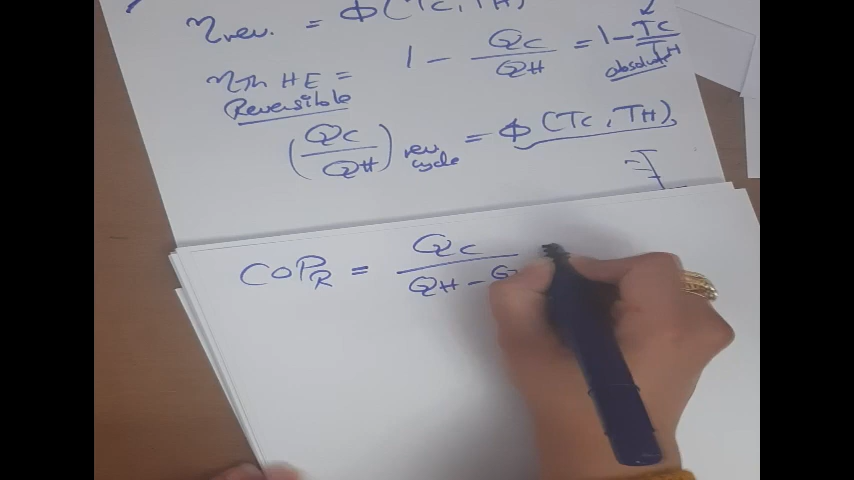 ηrev. = Φ(Tc, TH)
ηTh HE = 1 - Qc/QH = 1 - Tc/TH
Reversible absolute
(Qc/QH) rev. cycle = Φ (Tc, TH),
COPR = Qc/QH -